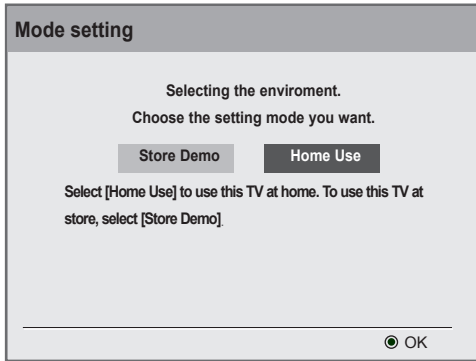 Mode setting
Selecting the enviroment.
Choose the setting mode you want.
Store Demo Home Use
Select [Home Use] to use this TV at home. To use this TV at
store, select [Store Demo].
OK